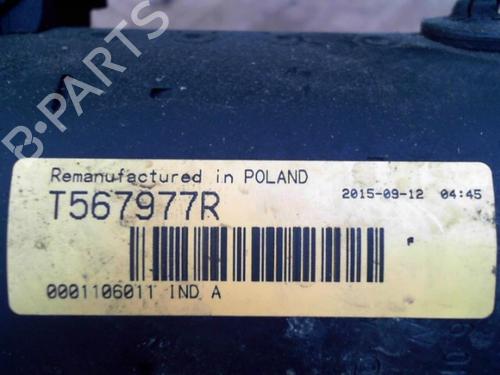 B-PARTS
Remanufactured in POLAND
T567977R
2015-09-12 04:45
F
0001106011 IND A